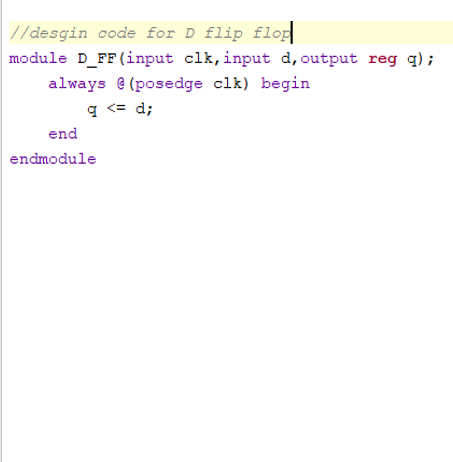 //desgin code for D flip flop
module D_FF(input clk,input d,output reg q);
    always @(posedge clk) begin
        q <= d;
    end
endmodule